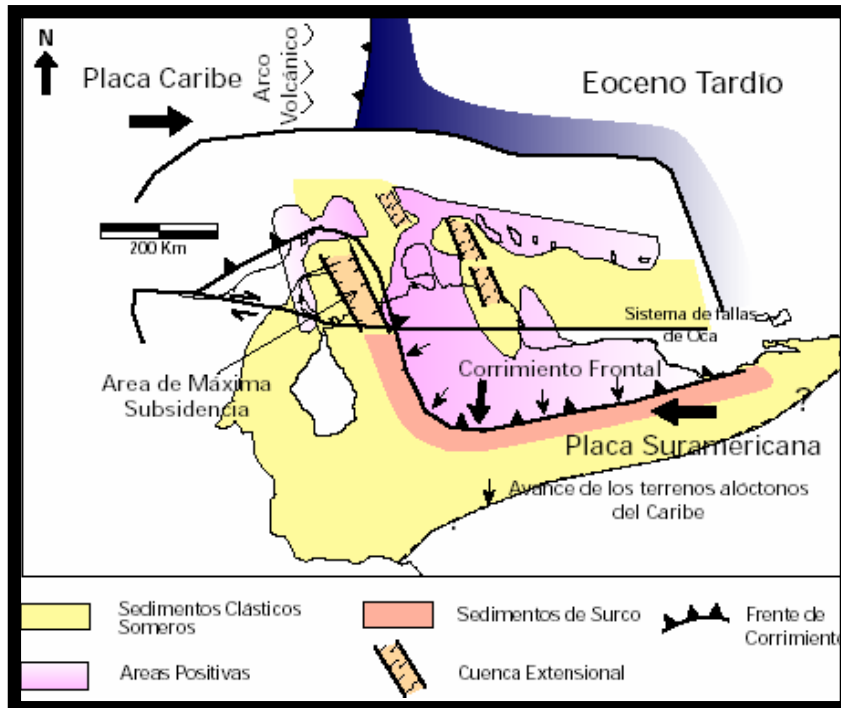 N
Placa Caribe
Arco
Volcánico
Eoceno Tardío
200 Km
Sistema de fallas
de Oca
Area de Máxima
Subsidencia
Corrimiento Frontal
?
Placa Suramericana
Avance de los terrenos alóctonos
del Caribe
Sedimentos Clásticos
Someros
Sedimentos de Surco
Frente de
Corrimiento
Areas Positivas
Cuenca Extensional